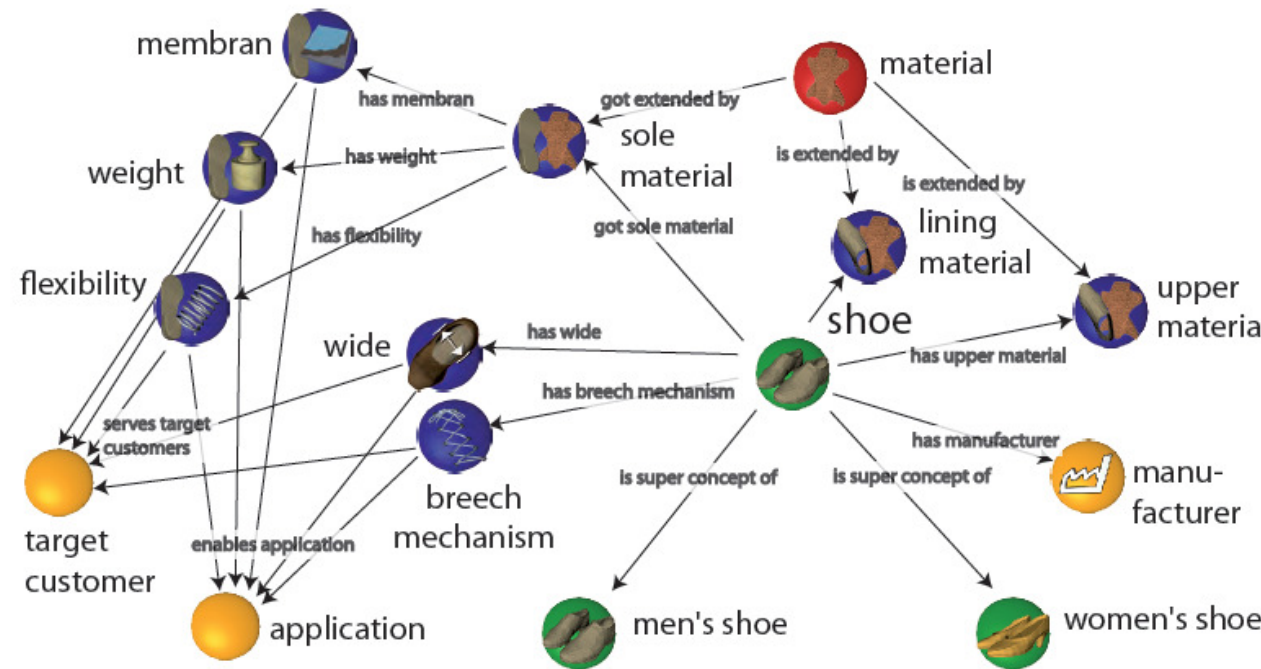 membran
material
has membran
got extended by
sole
material
weight
has weight
is extended by
is extended by
has flexibility
got sole material
lining
material
flexibility
upper
materia
shoe
wide
has wide
has upper material
has breech mechanism
serves target
customers
has manufacturer
is super concept of
is super concept of
manu-
facturer
breech
mechanism
target
customer
enables application
application
men's shoe
women's shoe